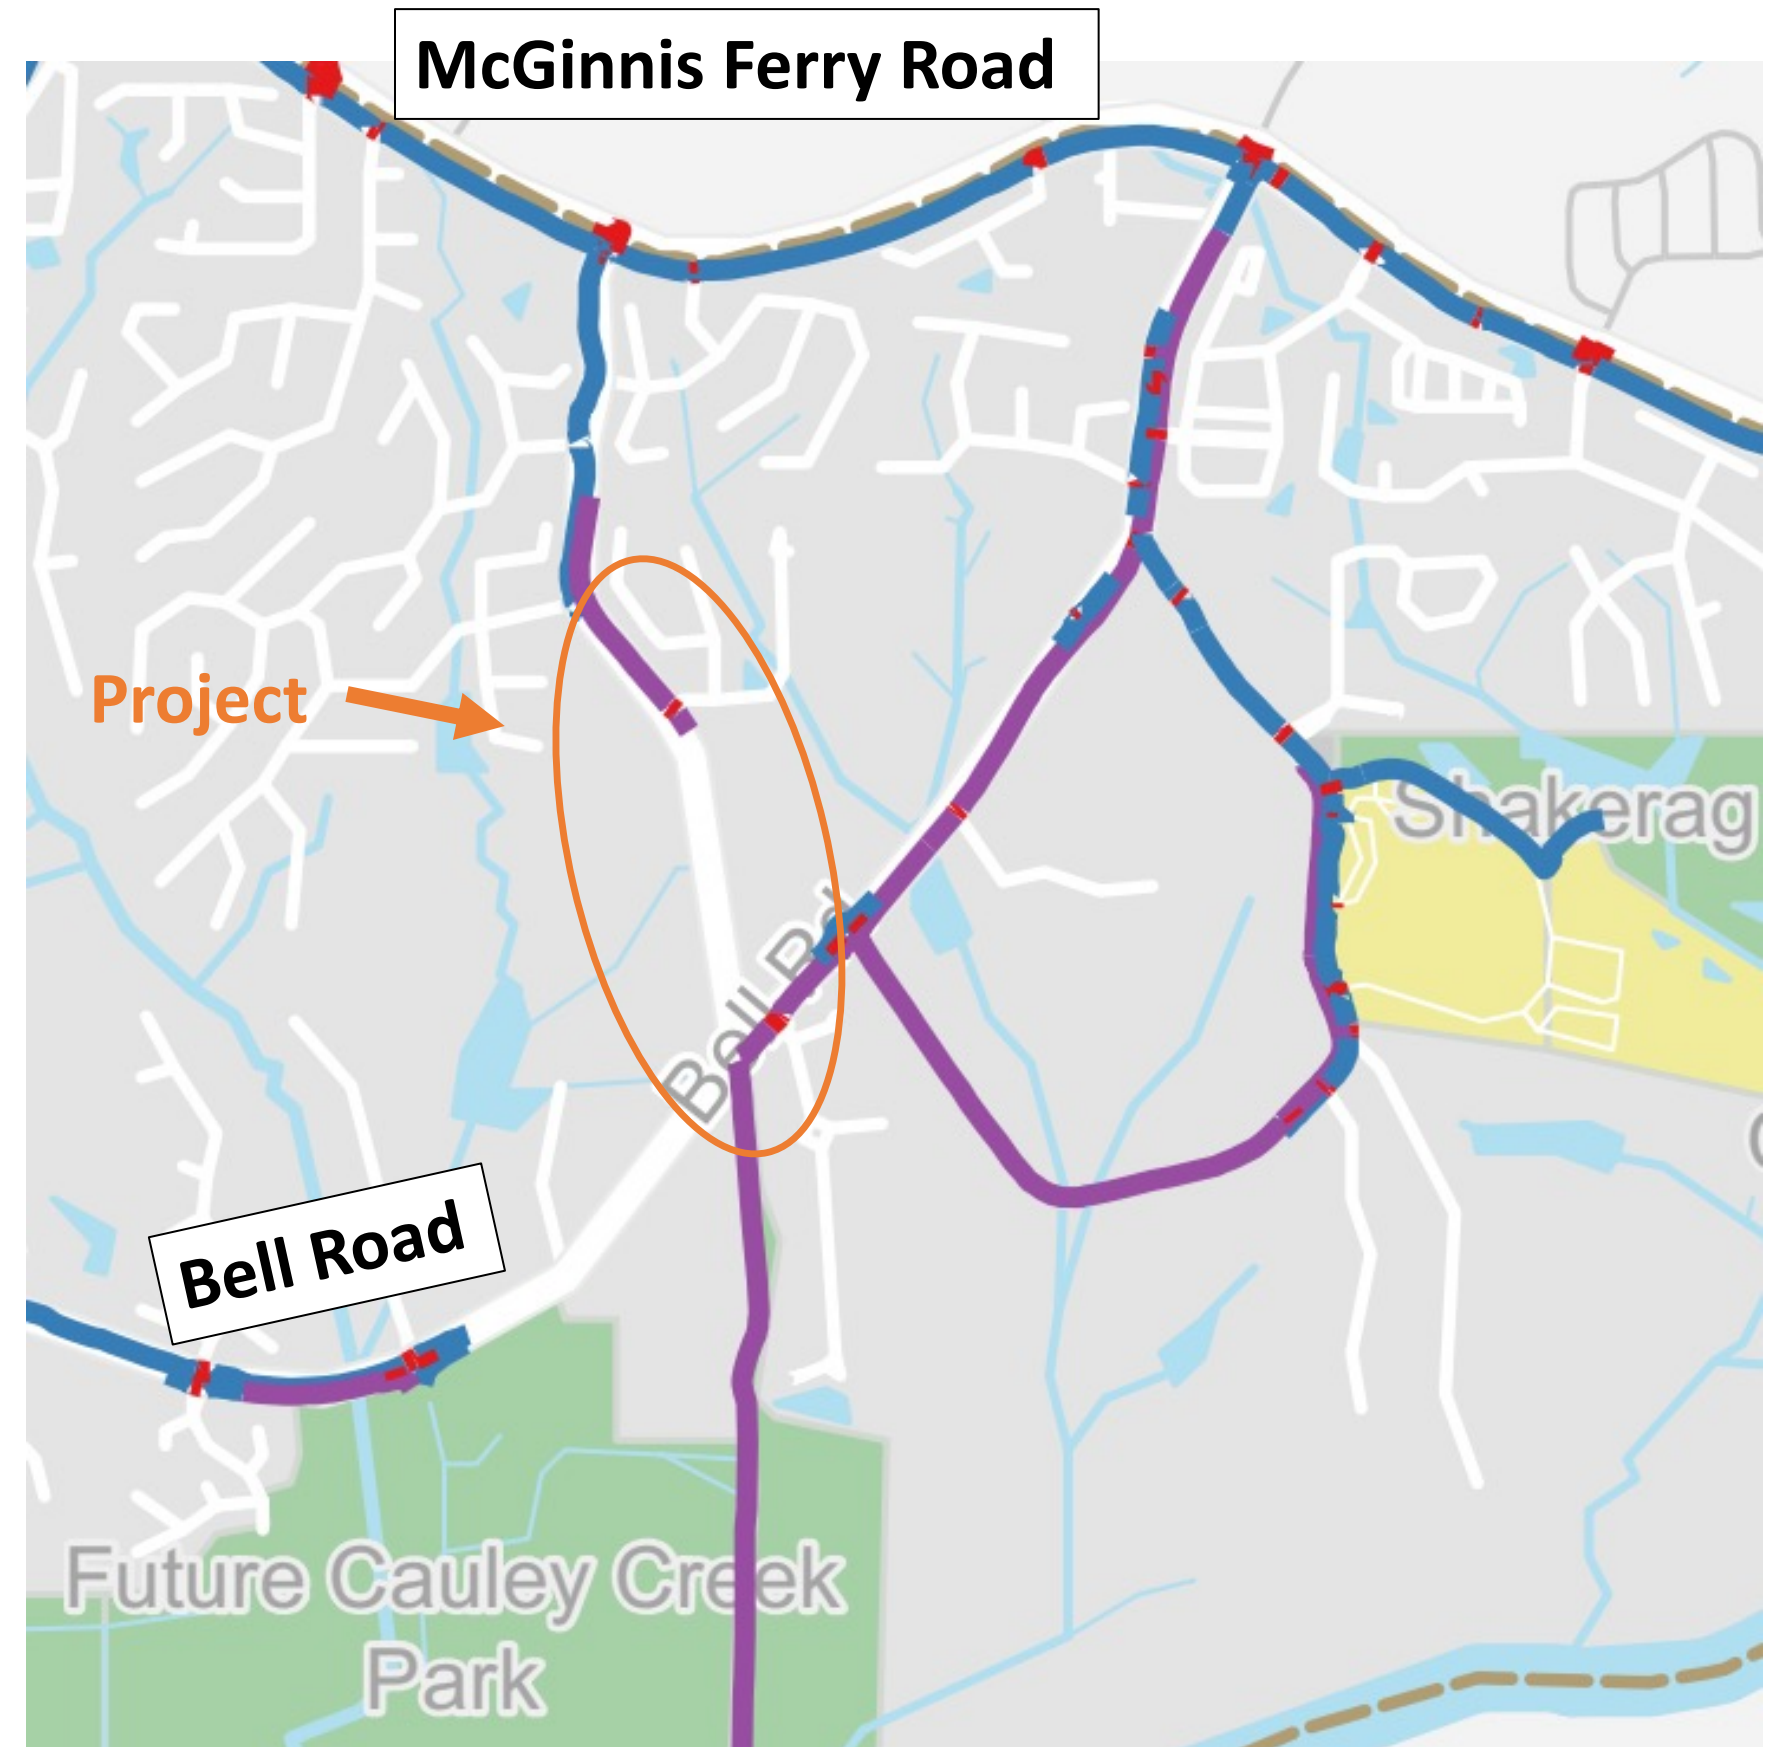 McGinnis Ferry Road
Project
Shakerag
Bell Rd
Bell Road
Future Cauley Creek
Park